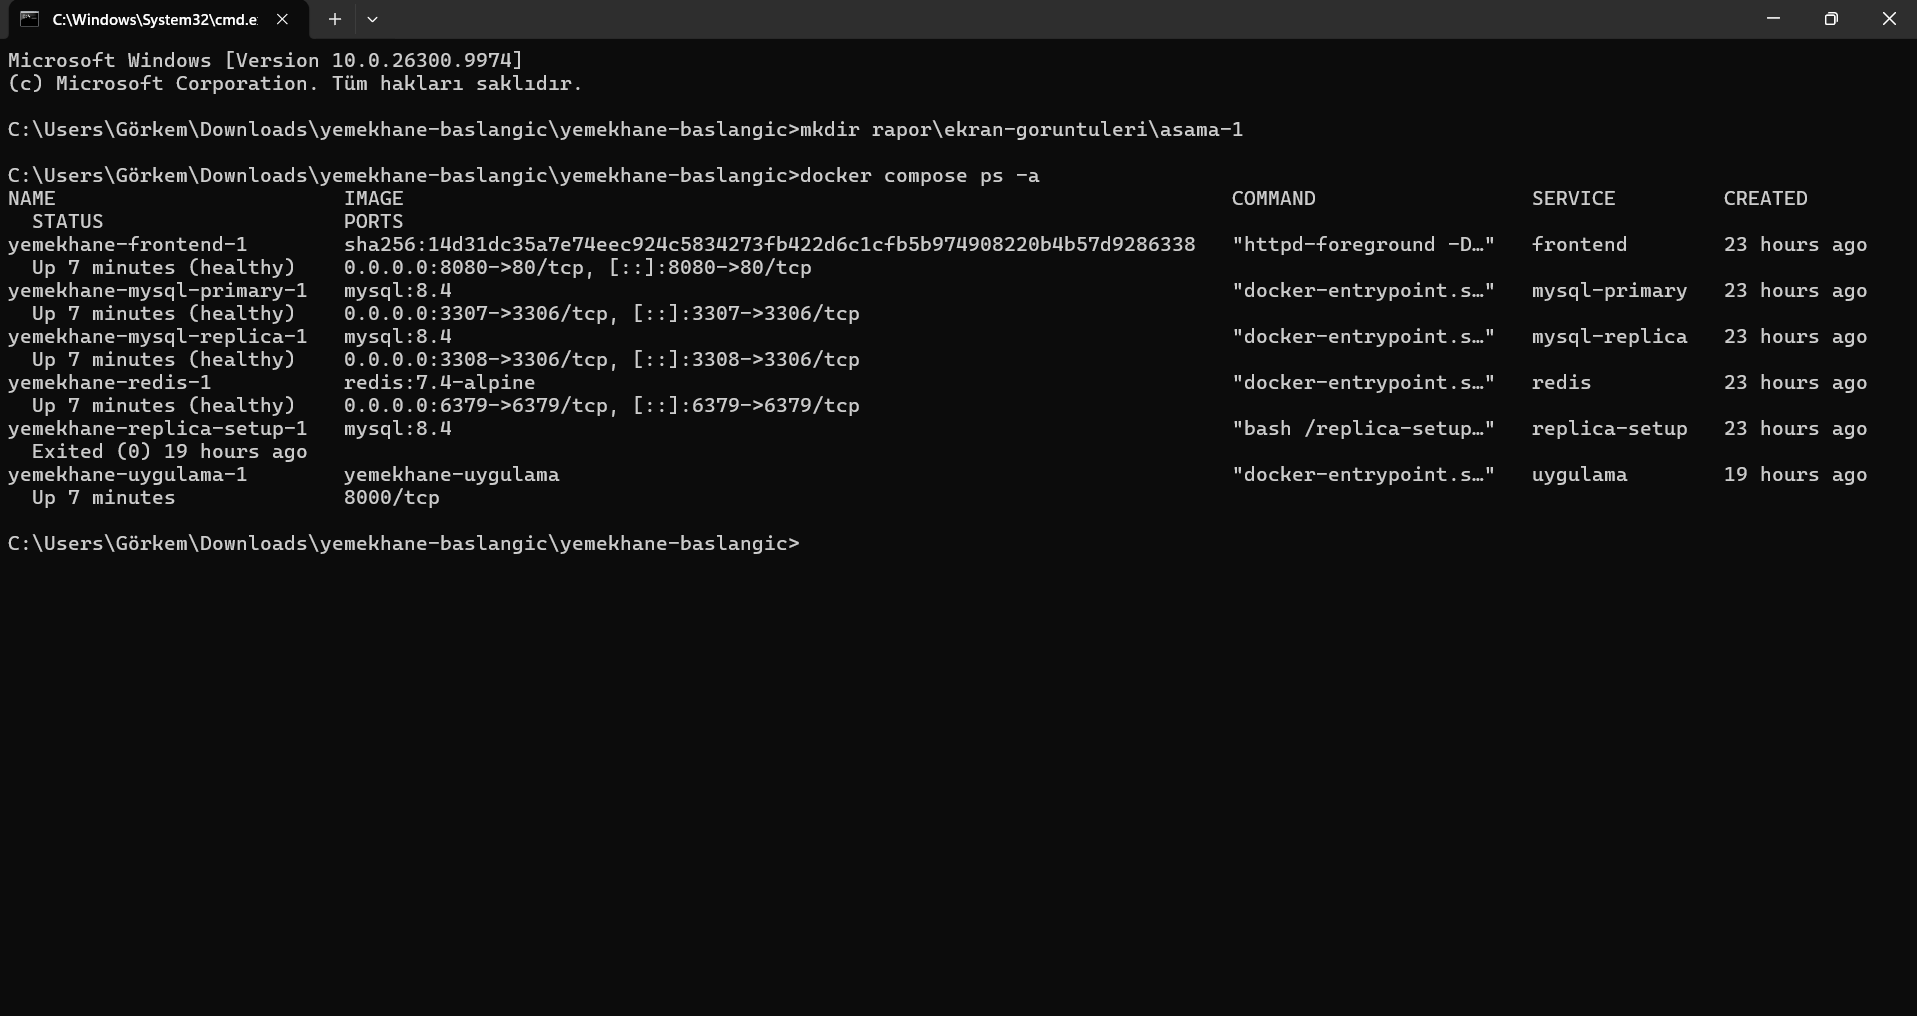 C:\Windows\System32\cmd.e
Microsoft Windows [Version 10.0.26300.9974]
(c) Microsoft Corporation. Tüm hakları saklıdır.
C:\Users\Görkem\Downloads\yemekhane-baslangic\yemekhane-baslangic>mkdir rapor\ekran-goruntuleri\asama-1
C:\Users\Görkem\Downloads\yemekhane-baslangic\yemekhane-baslangic>docker compose ps -a
NAME IMAGE COMMAND SERVICE CREATED
STATUS PORTS
yemekhane-frontend-1 sha256:14d31dc35a7e74eec924c5834273fb422d6c1cfb5b974908220b4b57d9286338 "httpd-foreground -D…" frontend 23 hours ago
Up 7 minutes (healthy) 0.0.0.0:8080->80/tcp, [::]:8080->80/tcp
yemekhane-mysql-primary-1 mysql:8.4 "docker-entrypoint.s…" mysql-primary 23 hours ago
Up 7 minutes (healthy) 0.0.0.0:3307->3306/tcp, [::]:3307->3306/tcp
yemekhane-mysql-replica-1 mysql:8.4 "docker-entrypoint.s…" mysql-replica 23 hours ago
Up 7 minutes (healthy) 0.0.0.0:3308->3306/tcp, [::]:3308->3306/tcp
yemekhane-redis-1 redis:7.4-alpine "docker-entrypoint.s…" redis 23 hours ago
Up 7 minutes (healthy) 0.0.0.0:6379->6379/tcp, [::]:6379->6379/tcp
yemekhane-replica-setup-1 mysql:8.4 "bash /replica-setup…" replica-setup 23 hours ago
Exited (0) 19 hours ago
yemekhane-uygulama-1 yemekhane-uygulama "docker-entrypoint.s…" uygulama 19 hours ago
Up 7 minutes 8000/tcp
C:\Users\Görkem\Downloads\yemekhane-baslangic\yemekhane-baslangic>